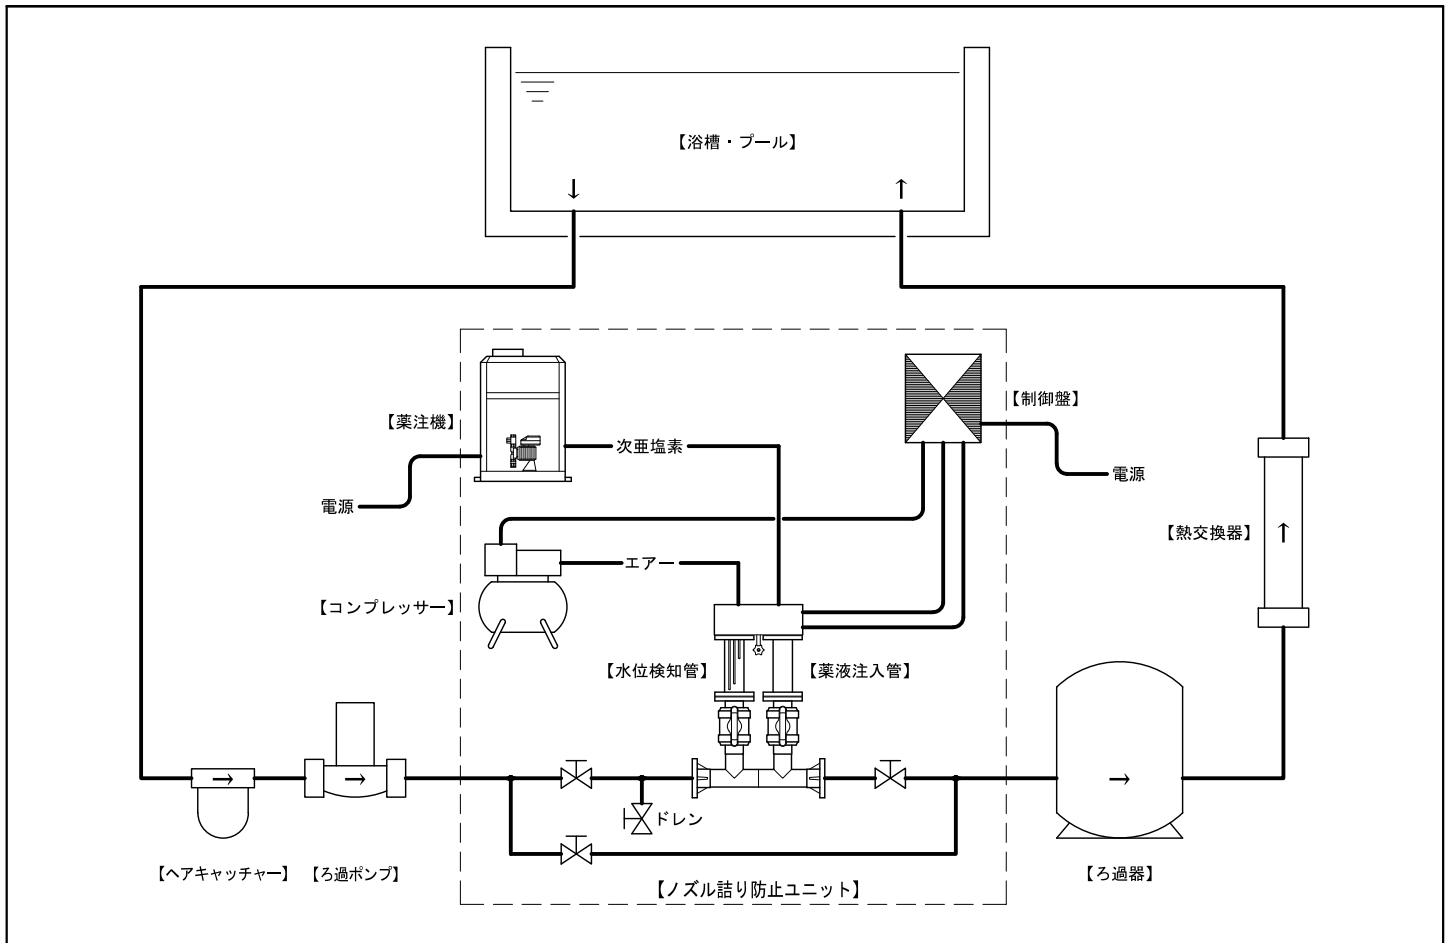 【浴槽・プール】
【薬注機】
次亜塩素
【制御盤】
電源
電源
【熱交換器】
エアー
【コンプレッサー】
【水位検知管】
【薬液注入管】
ドレン
【ヘアキャッチャー】
【ろ過ポンプ】
【ろ過器】
【ノズル詰り防止ユニット】